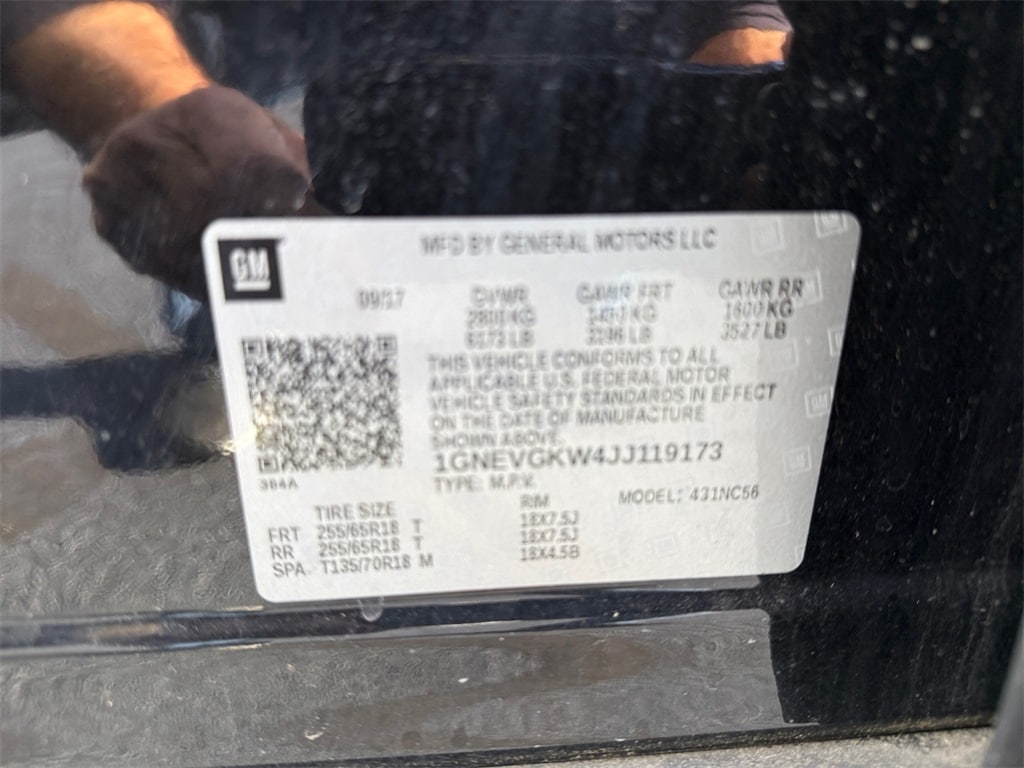 GM
MFD BY GENERAL MOTORS LLC
09/17 GVWR GAWR FRT GAWR RR
2800 KG KG 1600 KG
6173 LB LB 3527 LB
THIS VEHICLE CONFORMS TO ALL
APPLICABLE U.S. FEDERAL MOTOR
VEHICLE SAFETY STANDARDS IN EFFECT
ON THE DATE OF MANUFACTURE
SHOWN ABOVE.
1GNEVGKW4JJ119173
TYPE: M.P.V. MODEL: 431NC56
TIRE SIZE RIM
FRT 255/65R18 T 18X7.5J
RR 255/65R18 T 18X7.5J
SPA T135/70R18 M 18X4.5B